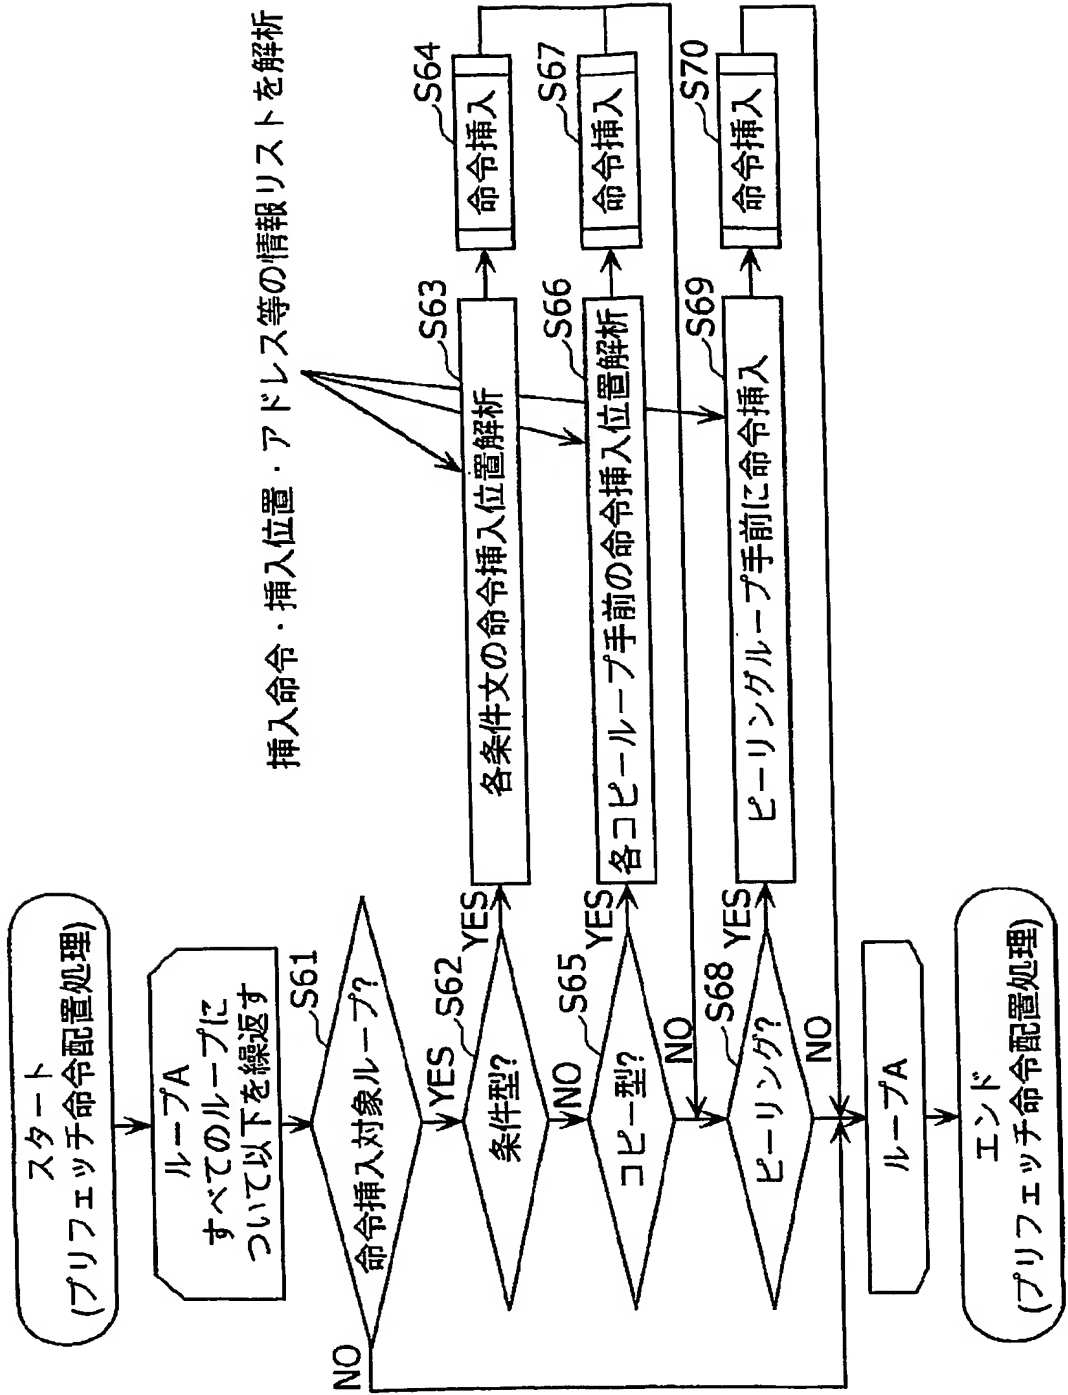 スタート
(プリフェッチ命令配置処理)
ループA
すべてのループに
ついて以下を繰返す
S61
命令挿入対象ループ?
NO
YES
S62
条件型?
YES
NO
S63
各条件文の命令挿入位置解析
S64
命令挿入
挿入命令・挿入位置・アドレス等の情報リストを解析
S65
コピー型?
YES
NO
S66
各コピーループ手前の命令挿入位置解析
S67
命令挿入
S68
ピーリング?
YES
NO
S69
ピーリングループ手前に命令挿入
S70
命令挿入
ループA
エンド
(プリフェッチ命令配置処理)